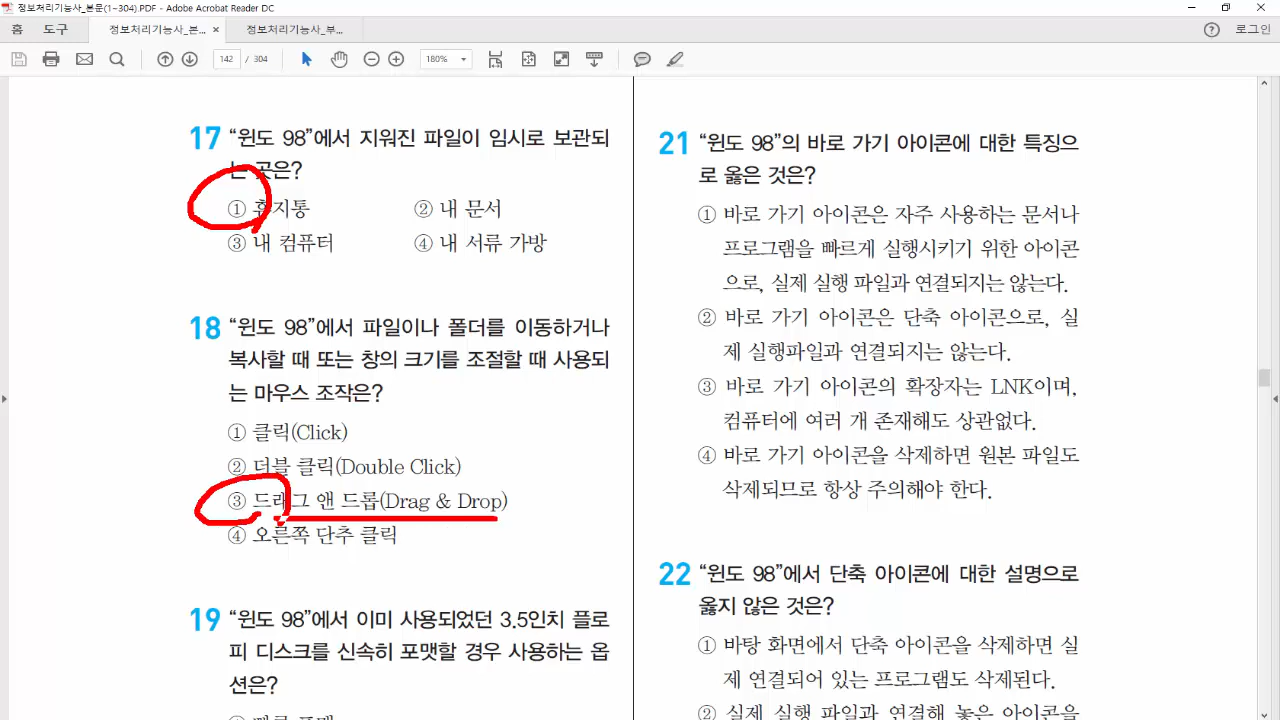 정보처리기능사_본문(1~304).PDF - Adobe Acrobat Reader DC
홈 도구 정보처리기능사_본... × 정보처리기능사_부... 로그인
142 / 304 180%
17 "윈도 98"에서 지워진 파일이 임시로 보관되
는 곳은?
① 휴지통 ② 내 문서
③ 내 컴퓨터 ④ 내 서류 가방
18 "윈도 98"에서 파일이나 폴더를 이동하거나
복사할 때 또는 창의 크기를 조절할 때 사용되
는 마우스 조작은?
① 클릭(Click)
② 더블 클릭(Double Click)
③ 드래그 앤 드롭(Drag & Drop)
④ 오른쪽 단추 클릭
19 "윈도 98"에서 이미 사용되었던 3.5인치 플로
피 디스크를 신속히 포맷할 경우 사용하는 옵
션은?
21 "윈도 98"의 바로 가기 아이콘에 대한 특징으
로 옳은 것은?
① 바로 가기 아이콘은 자주 사용하는 문서나
프로그램을 빠르게 실행시키기 위한 아이콘
으로, 실제 실행 파일과 연결되지는 않는다.
② 바로 가기 아이콘은 단축 아이콘으로, 실
제 실행파일과 연결되지는 않는다.
③ 바로 가기 아이콘의 확장자는 LNK이며,
컴퓨터에 여러 개 존재해도 상관없다.
④ 바로 가기 아이콘을 삭제하면 원본 파일도
삭제되므로 항상 주의해야 한다.
22 "윈도 98"에서 단축 아이콘에 대한 설명으로
옳지 않은 것은?
① 바탕 화면에서 단축 아이콘을 삭제하면 실
제 연결되어 있는 프로그램도 삭제된다.
② 실제 실행 파일과 연결해 놓은 아이콘을